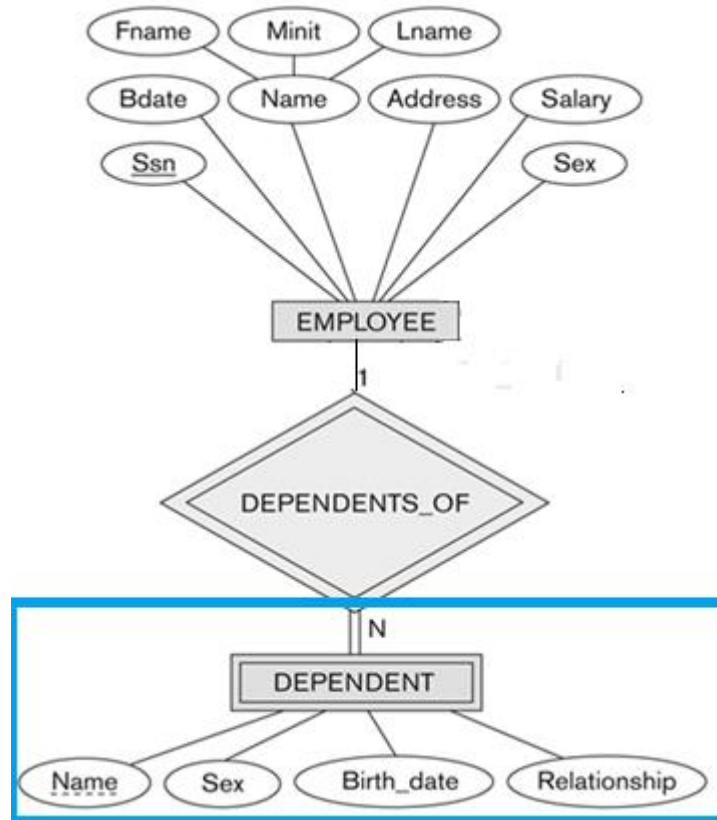 Fname Minit Lname
Bdate Name Address Salary
Ssn Sex
EMPLOYEE
1
DEPENDENTS_OF
N
DEPENDENT
Name Sex Birth_date Relationship